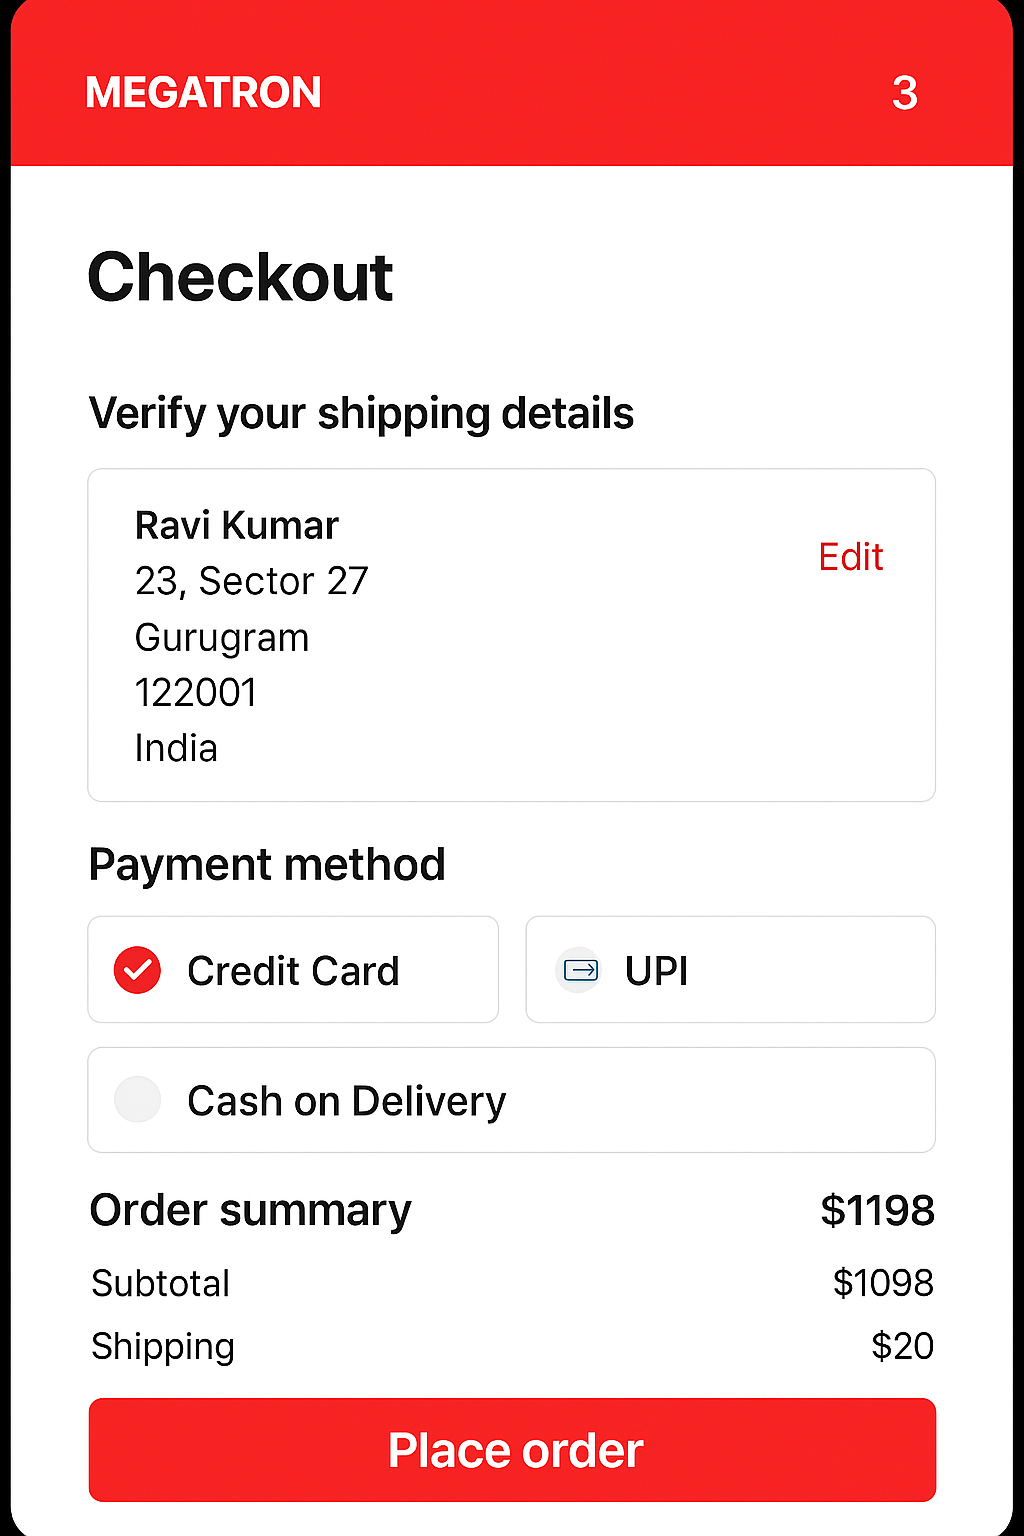 MEGATRON 3
Checkout
Verify your shipping details
Ravi Kumar
Edit
23, Sector 27
Gurugram
122001
India
Payment method
Credit Card
UPI
Cash on Delivery
Order summary $1198
Subtotal $1098
Shipping $20
Place order